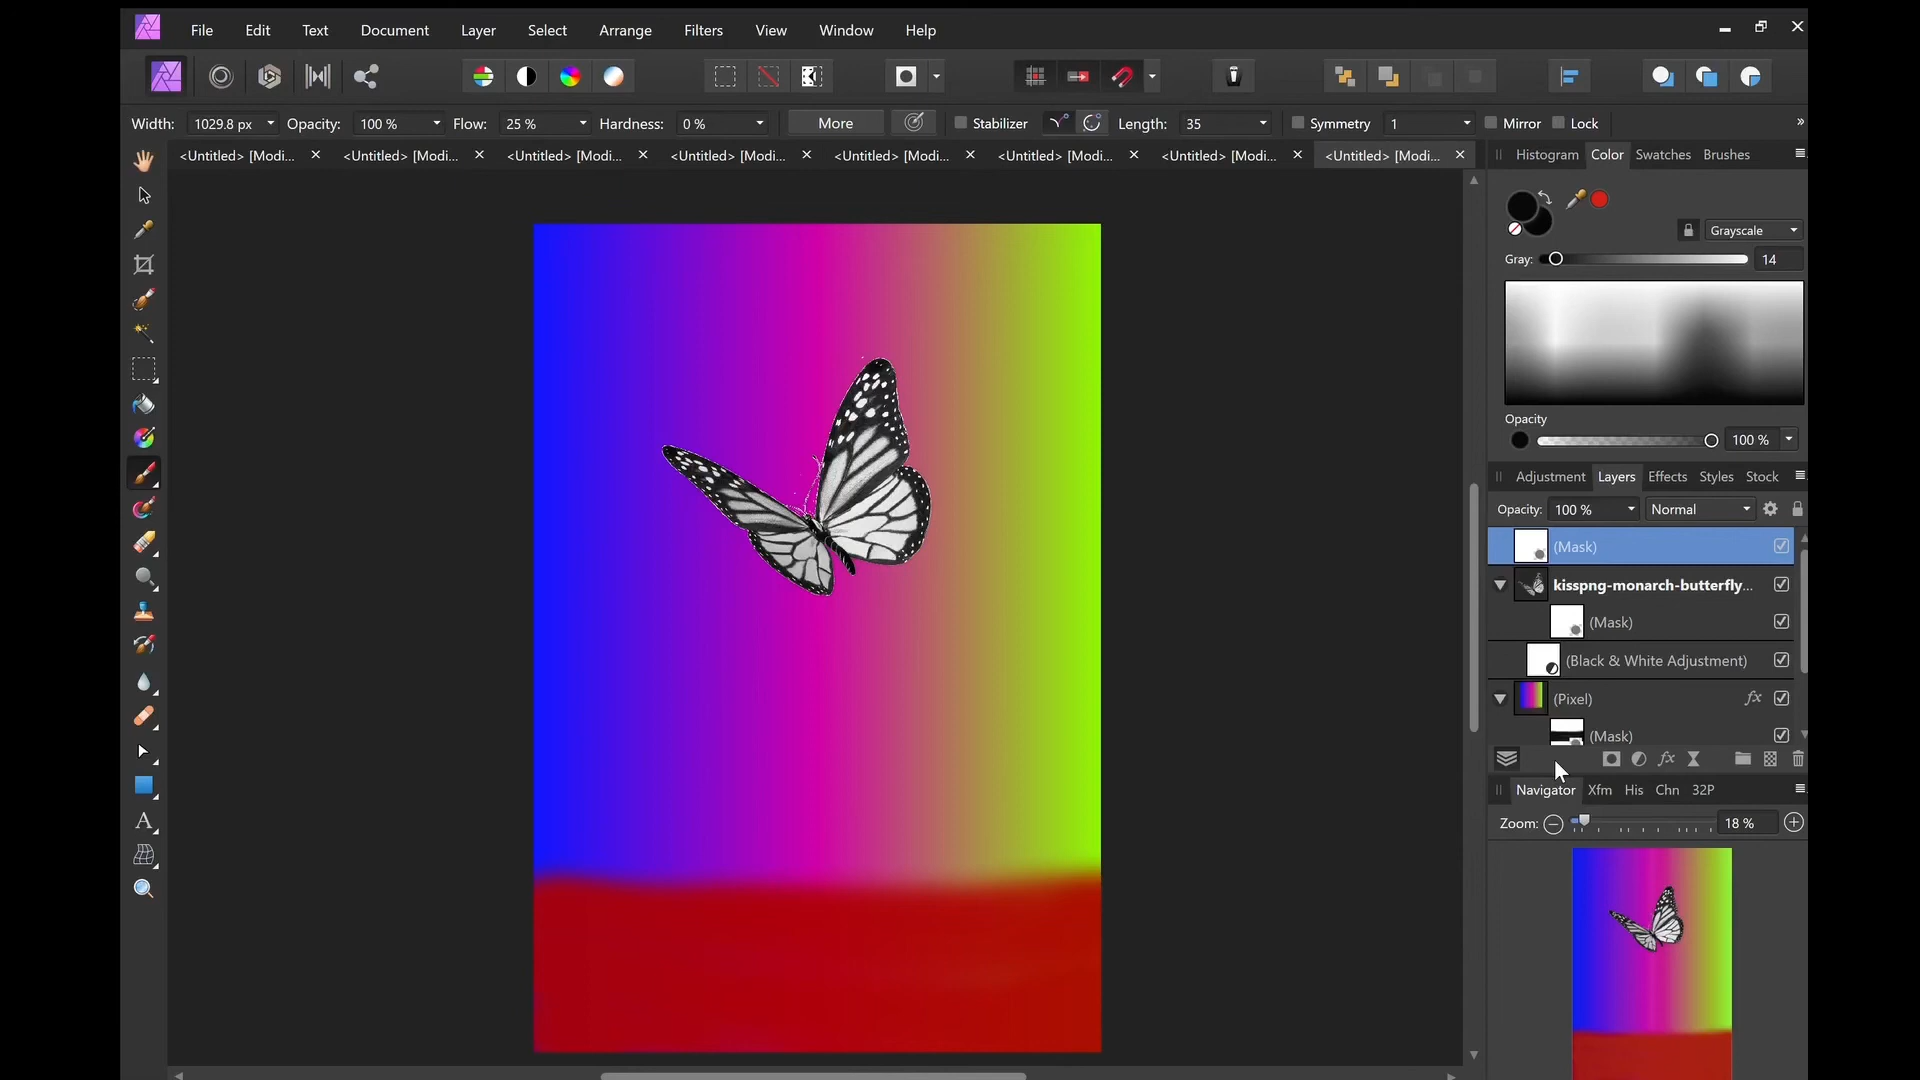 File Edit Text Document Layer Select Arrange Filters View Window Help
Width: 1029.8 px Opacity: 100 % Flow: 25 % Hardness: 0 % More Stabilizer Length: 35 Symmetry 1 Mirror Lock »
<Untitled> [Modi... <Untitled> [Modi... <Untitled> [Modi... <Untitled> [Modi... <Untitled> [Modi... <Untitled> [Modi... <Untitled> [Modi... <Untitled> [Modi...
Histogram Color Swatches Brushes
Grayscale
Gray: 14
Opacity
100 %
Adjustment Layers Effects Styles Stock
Opacity: 100 % Normal
(Mask)
kisspng-monarch-butterfly...
(Mask)
(Black & White Adjustment)
(Pixel) fx
(Mask)
fx
Navigator Xfm His Chn 32P
Zoom: 18 %
A